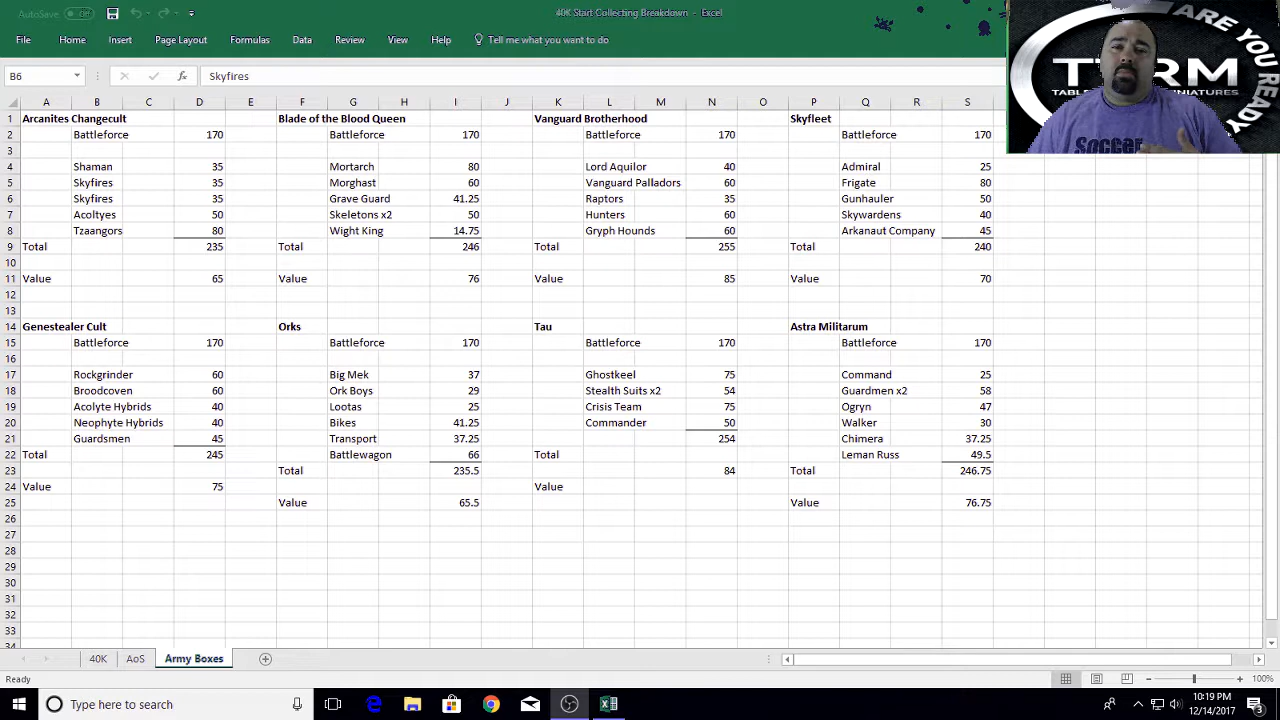 AutoSave Off
40K Start Collecting Breakdown - Excel
File Home Insert Page Layout Formulas Data Review View Help Tell me what you want to do
B6 fx Skyfires
ARE YOU READY
A B C D E F G H I J K L M N O P Q R S
1 Arcanites Changecult Blade of the Blood Queen Vanguard Brotherhood Skyfleet
2 Battleforce 170 Battleforce 170 Battleforce 170 Battleforce 170
3
4 Shaman 35 Mortarch 80 Lord Aquilor 40 Admiral 25
5 Skyfires 35 Morghast 60 Vanguard Palladors 60 Frigate 80
6 Skyfires 35 Grave Guard 41.25 Raptors 35 Gunhauler 50
7 Acoltyes 50 Skeletons x2 50 Hunters 60 Skywardens 40
8 Tzaangors 80 Wight King 14.75 Gryph Hounds 60 Arkanaut Company 45
9 Total 235 Total 246 Total 255 Total 240
10
11 Value 65 Value 76 Value 85 Value 70
12
13
14 Genestealer Cult Orks Tau Astra Militarum
15 Battleforce 170 Battleforce 170 Battleforce 170 Battleforce 170
16
17 Rockgrinder 60 Big Mek 37 Ghostkeel 75 Command 25
18 Broodcoven 60 Ork Boys 29 Stealth Suits x2 54 Guardmen x2 58
19 Acolyte Hybrids 40 Lootas 25 Crisis Team 75 Ogryn 47
20 Neophyte Hybrids 40 Bikes 41.25 Commander 50 Walker 30
21 Guardsmen 45 Transport 37.25 254 Chimera 37.25
22 Total 245 Battlewagon 66 Total Leman Russ 49.5
23 Total 235.5 84 Total 246.75
24 Value 75 Value
25 Value 65.5 Value 76.75
26
27
28
29
30
31
32
33
34
40K AoS Army Boxes
Ready 100%
Type here to search
10:19 PM
12/14/2017
3
Soccer